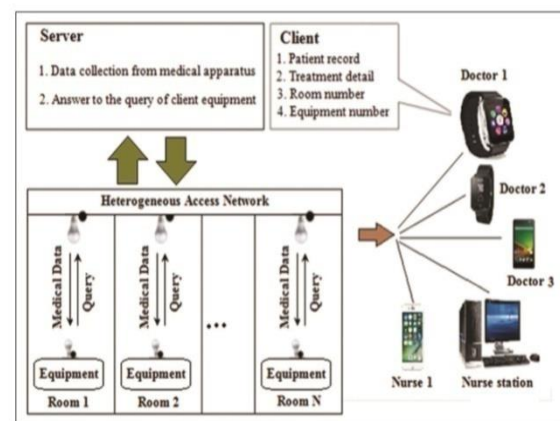 Server
1. Data collection from medical apparatus
2. Answer to the query of client equipment
Client
1. Patient record
2. Treatment detail
3. Room number
4. Equipment number
Doctor 1
Doctor 2
Doctor 3
Nurse 1
Nurse station
Heterogeneous Access Network
Medical Data
Query
Medical Data
Query
...
Medical Data
Query
Equipment
Equipment
Equipment
Room 1
Room 2
Room N